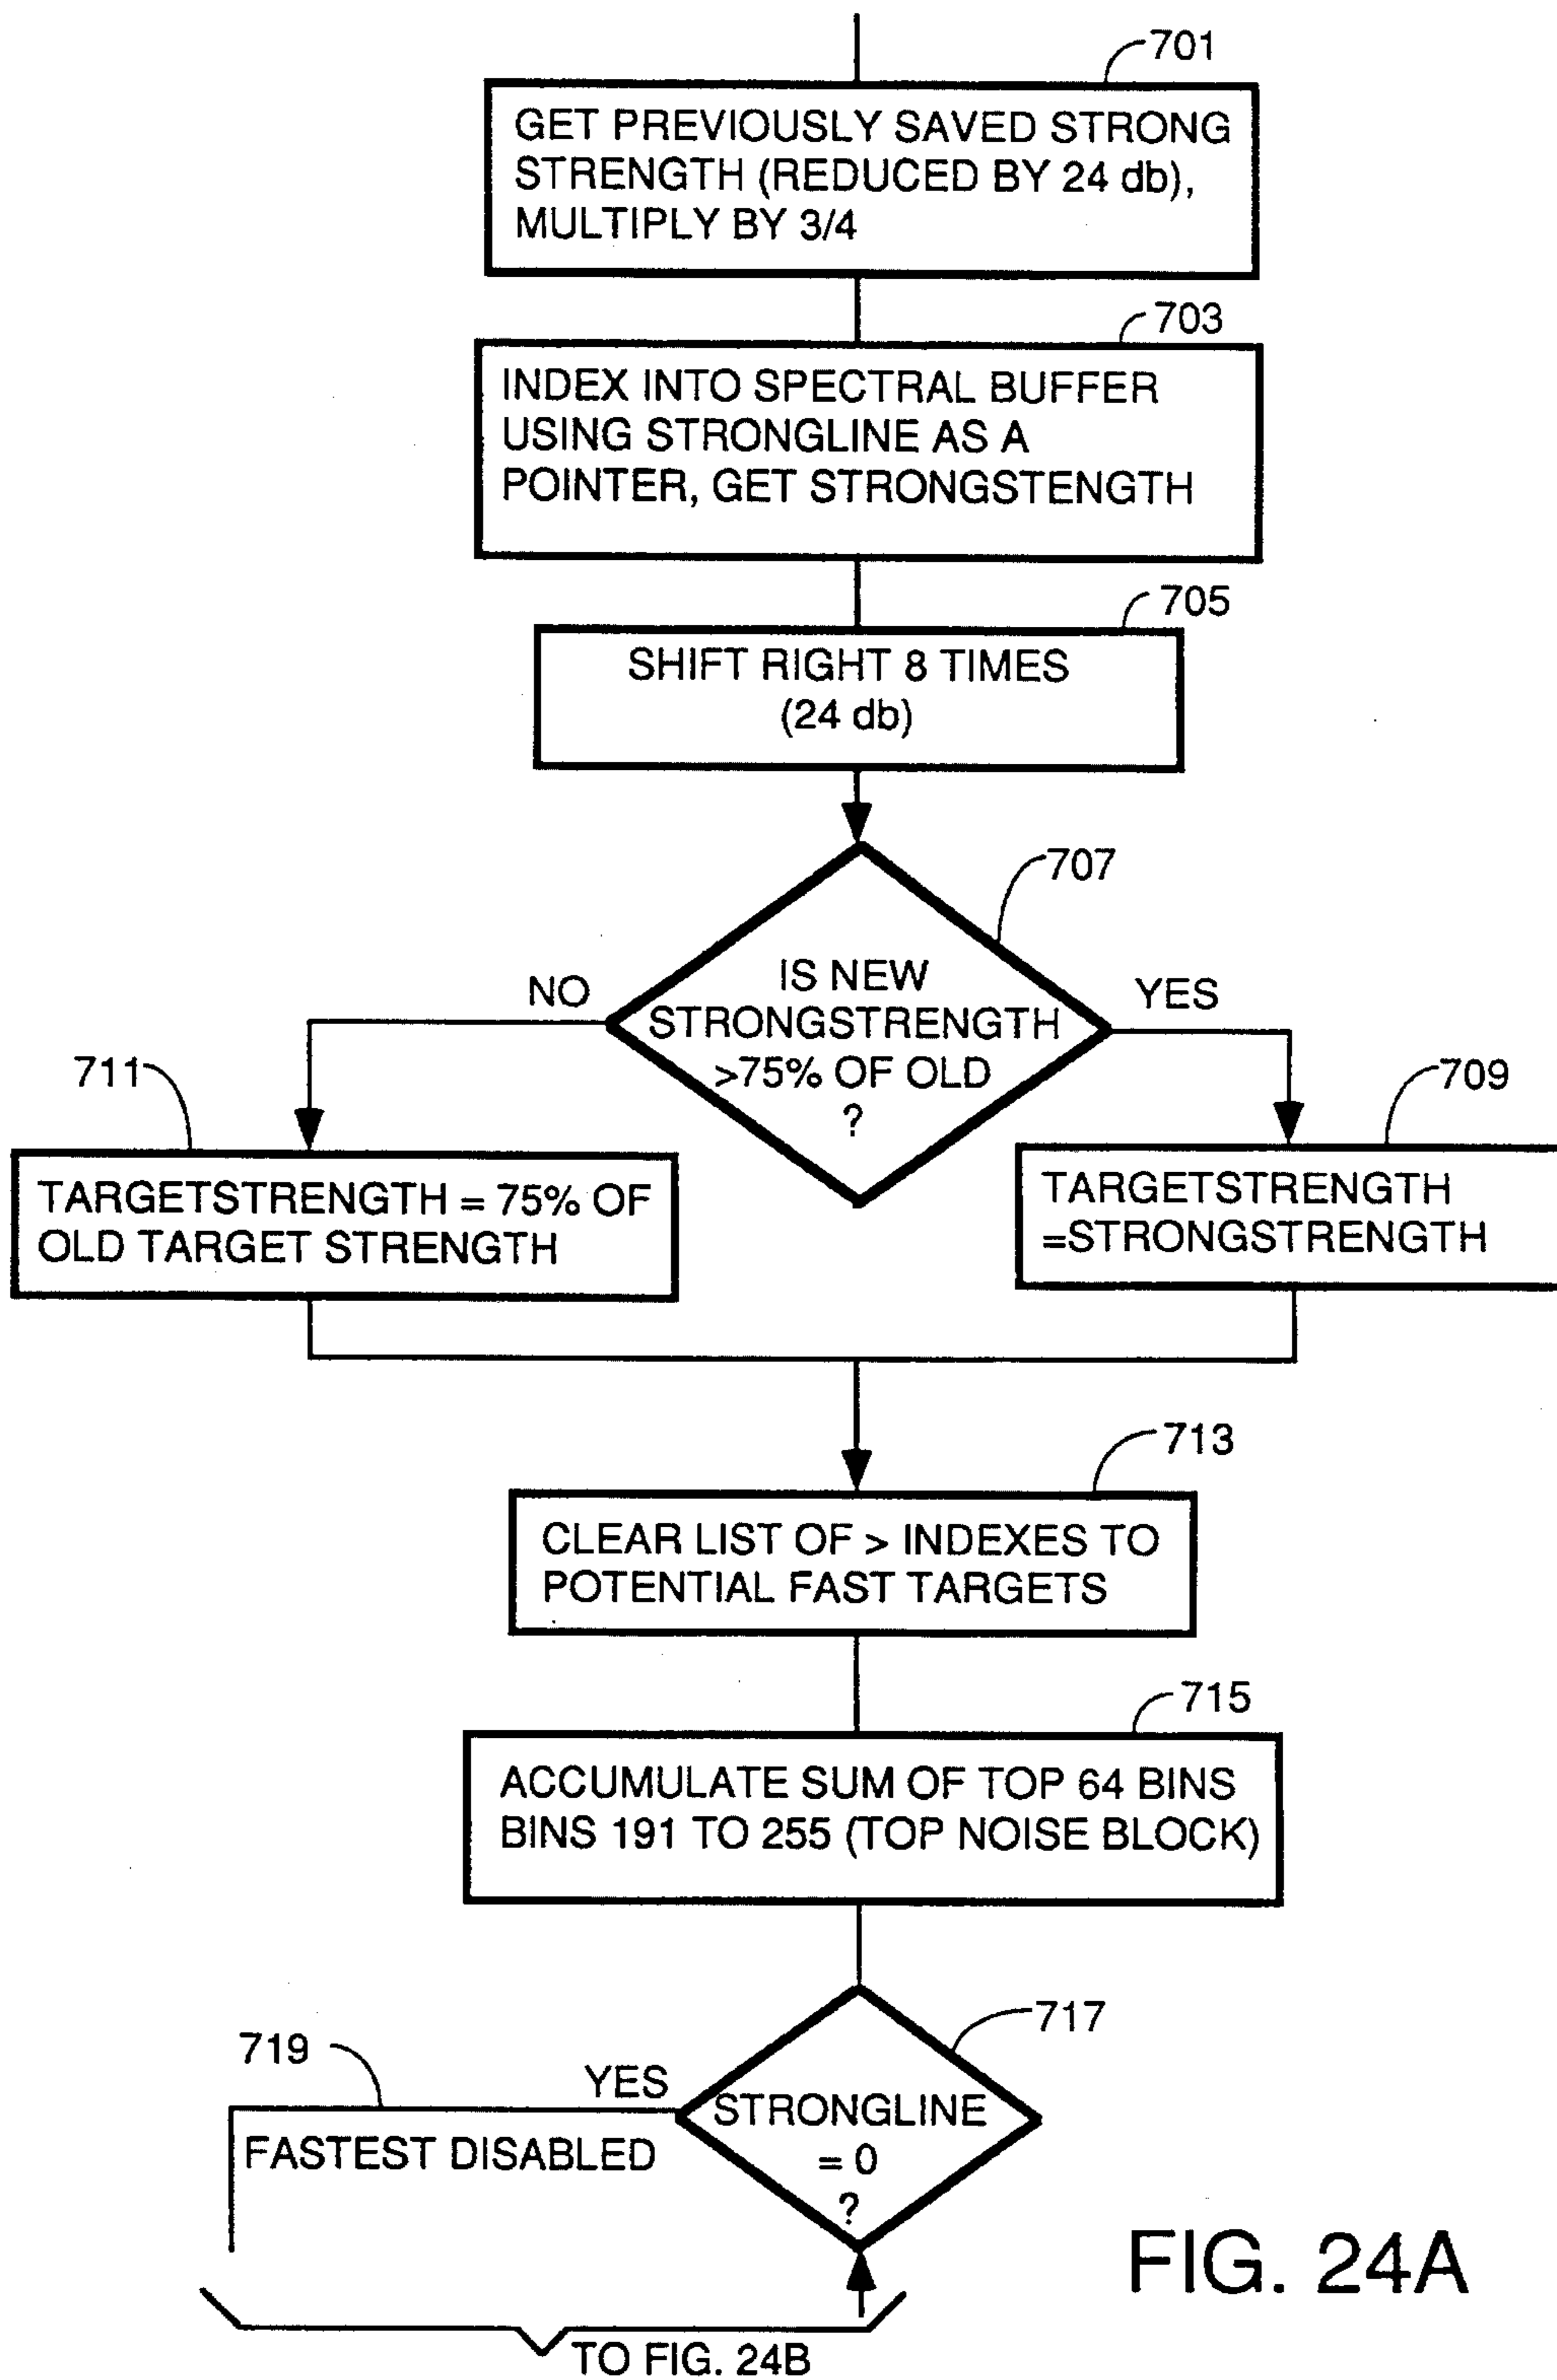 701
GET PREVIOUSLY SAVED STRONG
STRENGTH (REDUCED BY 24 db),
MULTIPLY BY 3/4
703
INDEX INTO SPECTRAL BUFFER
USING STRONGLINE AS A
POINTER, GET STRONGSTENGTH
705
SHIFT RIGHT 8 TIMES
(24 db)
707
IS NEW
STRONGSTRENGTH
>75% OF OLD
?
NO
YES
711
TARGETSTRENGTH = 75% OF
OLD TARGET STRENGTH
709
TARGETSTRENGTH
=STRONGSTRENGTH
713
CLEAR LIST OF > INDEXES TO
POTENTIAL FAST TARGETS
715
ACCUMULATE SUM OF TOP 64 BINS
BINS 191 TO 255 (TOP NOISE BLOCK)
717
STRONGLINE
= 0
?
719
YES
FASTEST DISABLED
TO FIG. 24B
FIG. 24A